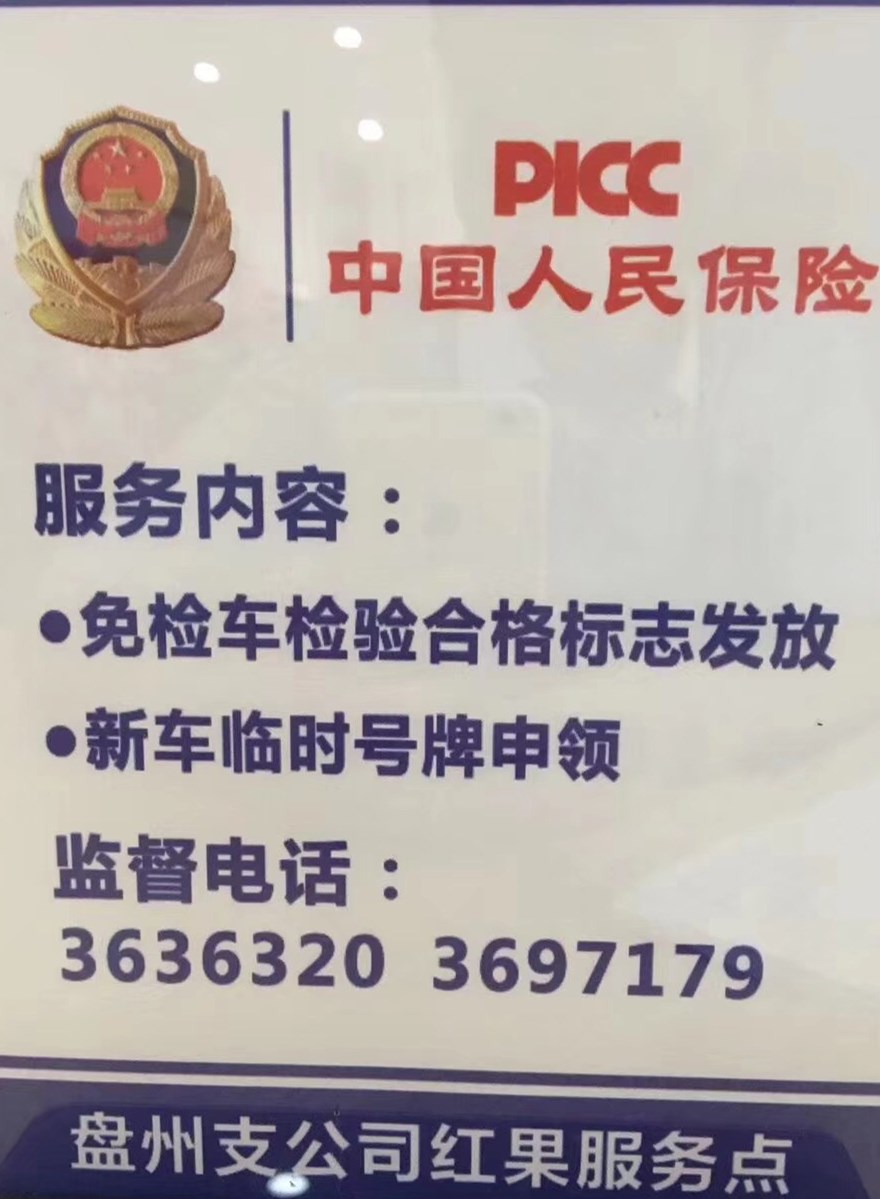 PICC
中国人民保险
服务内容：
●免检车检验合格标志发放
●新车临时号牌申领
监督电话：
3636320 3697179
盘州支公司红果服务点